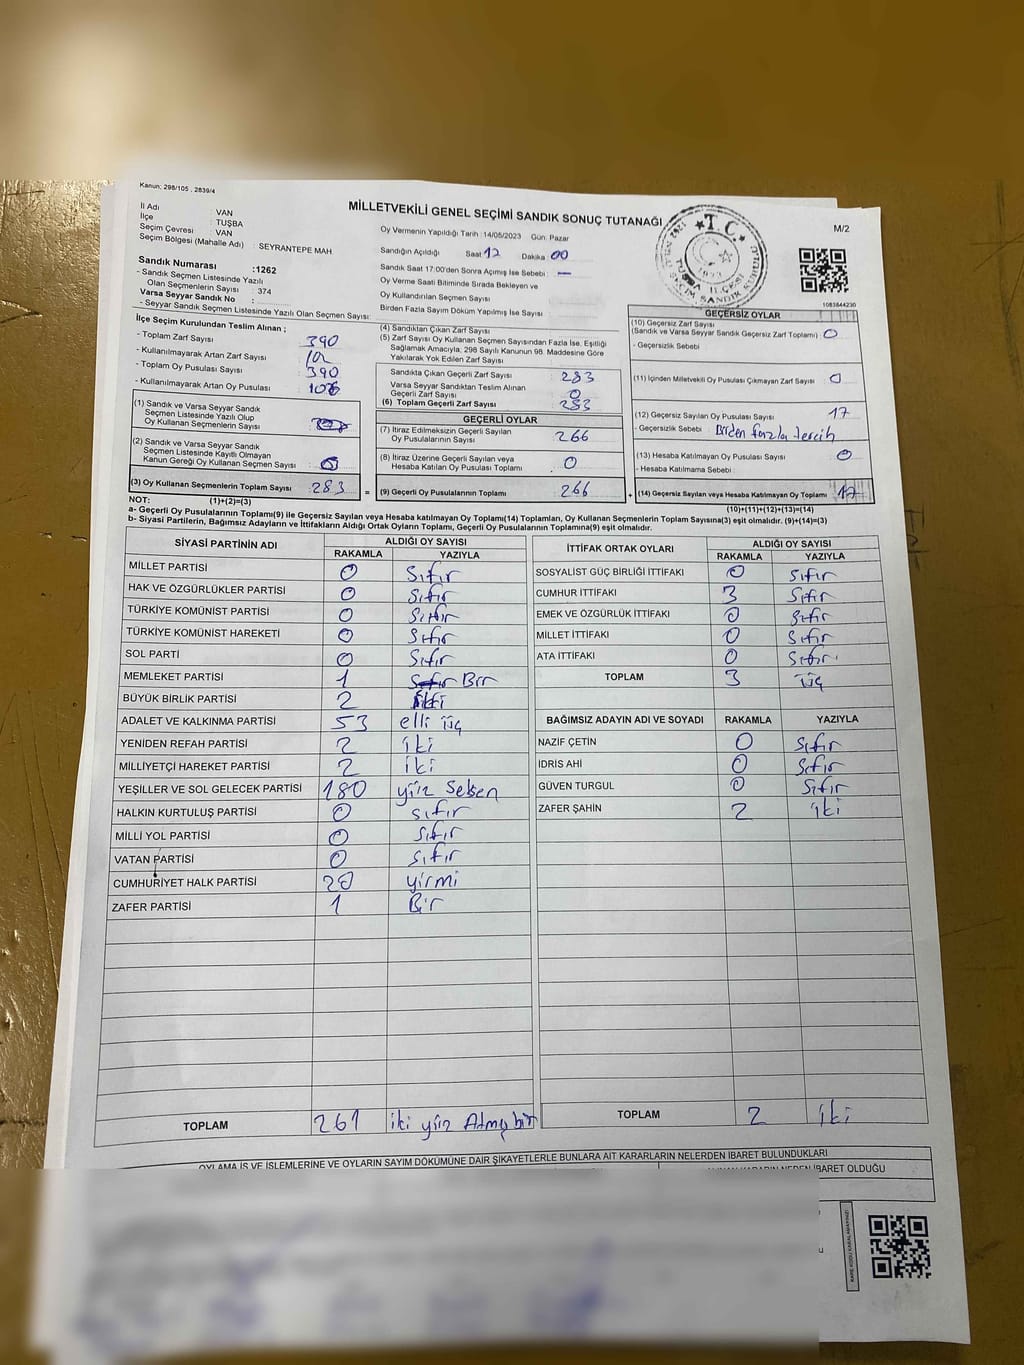 Kanun: 298/105 , 2839/4
MİLLETVEKİLİ GENEL SEÇİMİ SANDIK SONUÇ TUTANAĞI
M/2
İl Adı : VAN
İlçe : TUŞBA
Seçim Çevresi : VAN
Seçim Bölgesi (Mahalle Adı) : SEYRANTEPE MAH
Sandık Numarası :1262
- Sandık Seçmen Listesinde Yazılı
Olan Seçmenlerin Sayısı : 374
Varsa Seyyar Sandık No :
- Seyyar Sandık Seçmen Listesinde Yazılı Olan Seçmen Sayısı:
Oy Vermenin Yapıldığı Tarih : 14/05/2023 Gün: Pazar
Sandığın Açıldığı Saat 12 Dakika 00
Sandık Saat 17:00'den Sonra Açımış İse Sebebi : —
Oy Verme Saati Bitiminde Sırada Bekleyen ve
Oy Kullandırılan Seçmen Sayısı :
Birden Fazla Sayım Döküm Yapılmış İse Sayısı :
T.C.
TUŞBA İLÇESİ
1923
1083844230
İlçe Seçim Kurulundan Teslim Alınan ;
- Toplam Zarf Sayısı : 390
- Kullanılmayarak Artan Zarf Sayısı :
- Toplam Oy Pusulası Sayısı : 390
- Kullanılmayarak Artan Oy Pusulası :
(1) Sandık ve Varsa Seyyar Sandık
Seçmen Listesinde Yazılı Olup
Oy Kullanan Seçmenlerin Sayısı :
(2) Sandık ve Varsa Seyyar Sandık
Seçmen Listesinde Kayıtlı Olmayan
Kanun Gereği Oy Kullanan Seçmen Sayısı : 0
(3) Oy Kullanan Seçmenlerin Toplam Sayısı : 283 =
(4) Sandıktan Çıkan Zarf Sayısı :
(5) Zarf Sayısı Oy Kullanan Seçmen Sayısından Fazla İse, Eşitliği
Sağlamak Amacıyla, 298 Sayılı Kanunun 98. Maddesine Göre
Yakılarak Yok Edilen Zarf Sayısı :
Sandıkta Çıkan Geçerli Zarf Sayısı : 283
Varsa Seyyar Sandıktan Teslim Alınan
Geçerli Zarf Sayısı : 0
(6) Toplam Geçerli Zarf Sayısı : 283
GEÇERLİ OYLAR
(7) İtiraz Edilmeksizin Geçerli Sayılan
Oy Pusulalarının Sayısı : 266
(8) İtiraz Üzerine Geçerli Sayılan veya
Hesaba Katılan Oy Pusulası Toplamı : 0
(9) Geçerli Oy Pusulalarının Toplamı : 266 +
GEÇERSİZ OYLAR
(10) Geçersiz Zarf Sayısı
(Sandık ve Varsa Seyyar Sandık Geçersiz Zarf Toplamı) : 0
- Geçersizlik Sebebi :
(11) İçinden Milletvekili Oy Pusulası Çıkmayan Zarf Sayısı : 0
(12) Geçersiz Sayılan Oy Pusulası Sayısı : 17
- Geçersizlik Sebebi : Birden fazla tercih
(13) Hesaba Katılmayan Oy Pusulası Sayısı : 0
- Hesaba Katılmama Sebebi :
(14) Geçersiz Sayılan veya Hesaba Katılmayan Oy Toplamı : 17
NOT: (1)+(2)=(3) (10)+(11)+(12)+(13)=(14)
a- Geçerli Oy Pusulalarının Toplamı(9) ile Geçersiz Sayılan veya Hesaba katılmayan Oy Toplamı(14) Toplamları, Oy Kullanan Seçmenlerin Toplam Sayısına(3) eşit olmalıdır. (9)+(14)=(3)
b- Siyasi Partilerin, Bağımsız Adayların ve İttifakların Aldığı Ortak Oyların Toplamı, Geçerli Oy Pusulalarının Toplamına(9) eşit olmalıdır.
SİYASİ PARTİNİN ADI ALDIĞI OY SAYISI
RAKAMLA YAZIYLA
MİLLET PARTİSİ 0 Sıfır
HAK VE ÖZGÜRLÜKLER PARTİSİ 0 Sıfır
TÜRKİYE KOMÜNİST PARTİSİ 0 Sıfır
TÜRKİYE KOMÜNİST HAREKETİ 0 Sıfır
SOL PARTİ 0 Sıfır
MEMLEKET PARTİSİ 1 Bir
BÜYÜK BİRLİK PARTİSİ 2 iki
ADALET VE KALKINMA PARTİSİ 53 elli üç
YENİDEN REFAH PARTİSİ 2 iki
MİLLİYETÇİ HAREKET PARTİSİ 2 iki
YEŞİLLER VE SOL GELECEK PARTİSİ 180 yüz Seksen
HALKIN KURTULUŞ PARTİSİ 0 sıfır
MİLLİ YOL PARTİSİ 0 sıfır
VATAN PARTİSİ 0 sıfır
CUMHURİYET HALK PARTİSİ 20 yirmi
ZAFER PARTİSİ 1 Bir
TOPLAM 261 iki yüz Atmış bir
İTTİFAK ORTAK OYLARI ALDIĞI OY SAYISI
RAKAMLA YAZIYLA
SOSYALİST GÜÇ BİRLİĞİ İTTİFAKI 0 Sıfır
CUMHUR İTTİFAKI 3 Sıfır
EMEK VE ÖZGÜRLÜK İTTİFAKI 0 Sıfır
MİLLET İTTİFAKI 0 Sıfır
ATA İTTİFAKI 0 Sıfır
TOPLAM 3 üç
BAĞIMSIZ ADAYIN ADI VE SOYADI RAKAMLA YAZIYLA
NAZİF ÇETİN 0 Sıfır
İDRİS AHİ 0 Sıfır
GÜVEN TURGUL 0 Sıfır
ZAFER ŞAHİN 2 iki
TOPLAM 2 iki
OYLAMA İŞ VE İŞLEMLERİNE VE OYLARIN SAYIM DÖKÜMÜNE DAİR ŞİKAYETLERLE BUNLARA AİT KARARLARIN NELERDEN İBARET BULUNDUKLARI
NEDEN İBARET OLDUĞU
KARE KODU KARALAMAYINIZ!